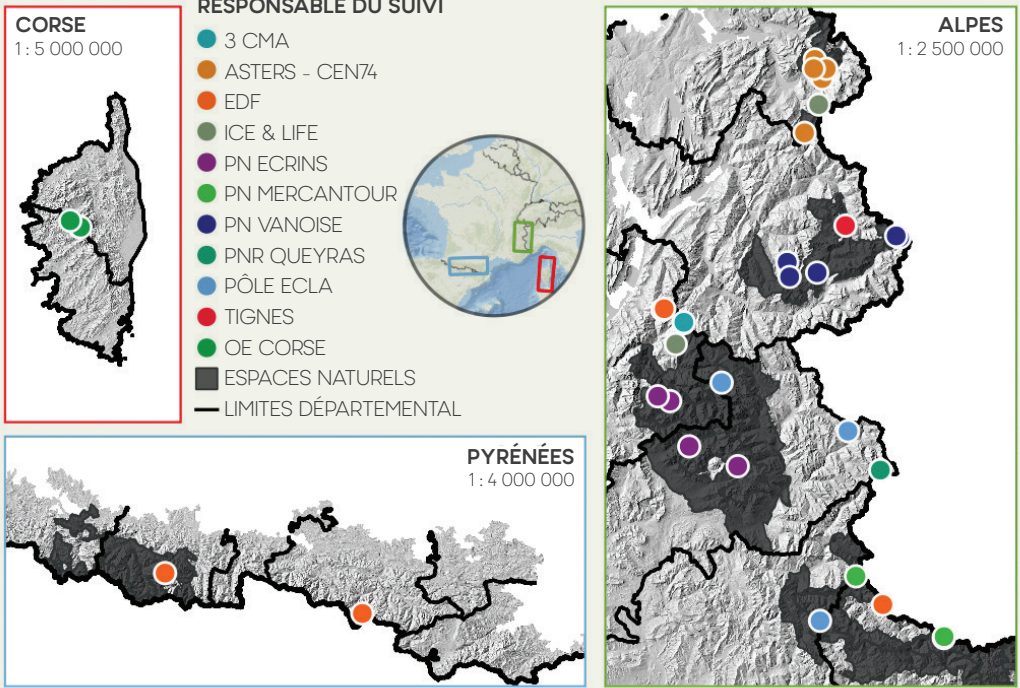 CORSE
1 : 5 000 000
RESPONSABLE DU SUIVI
3 CMA
ASTERS - CEN74
EDF
ICE & LIFE
PN ECRINS
PN MERCANTOUR
PN VANOISE
PNR QUEYRAS
PÔLE ECLA
TIGNES
OE CORSE
ESPACES NATURELS
LIMITES DÉPARTEMENTAL
ALPES
1 : 2 500 000
PYRÉNÉES
1 : 4 000 000